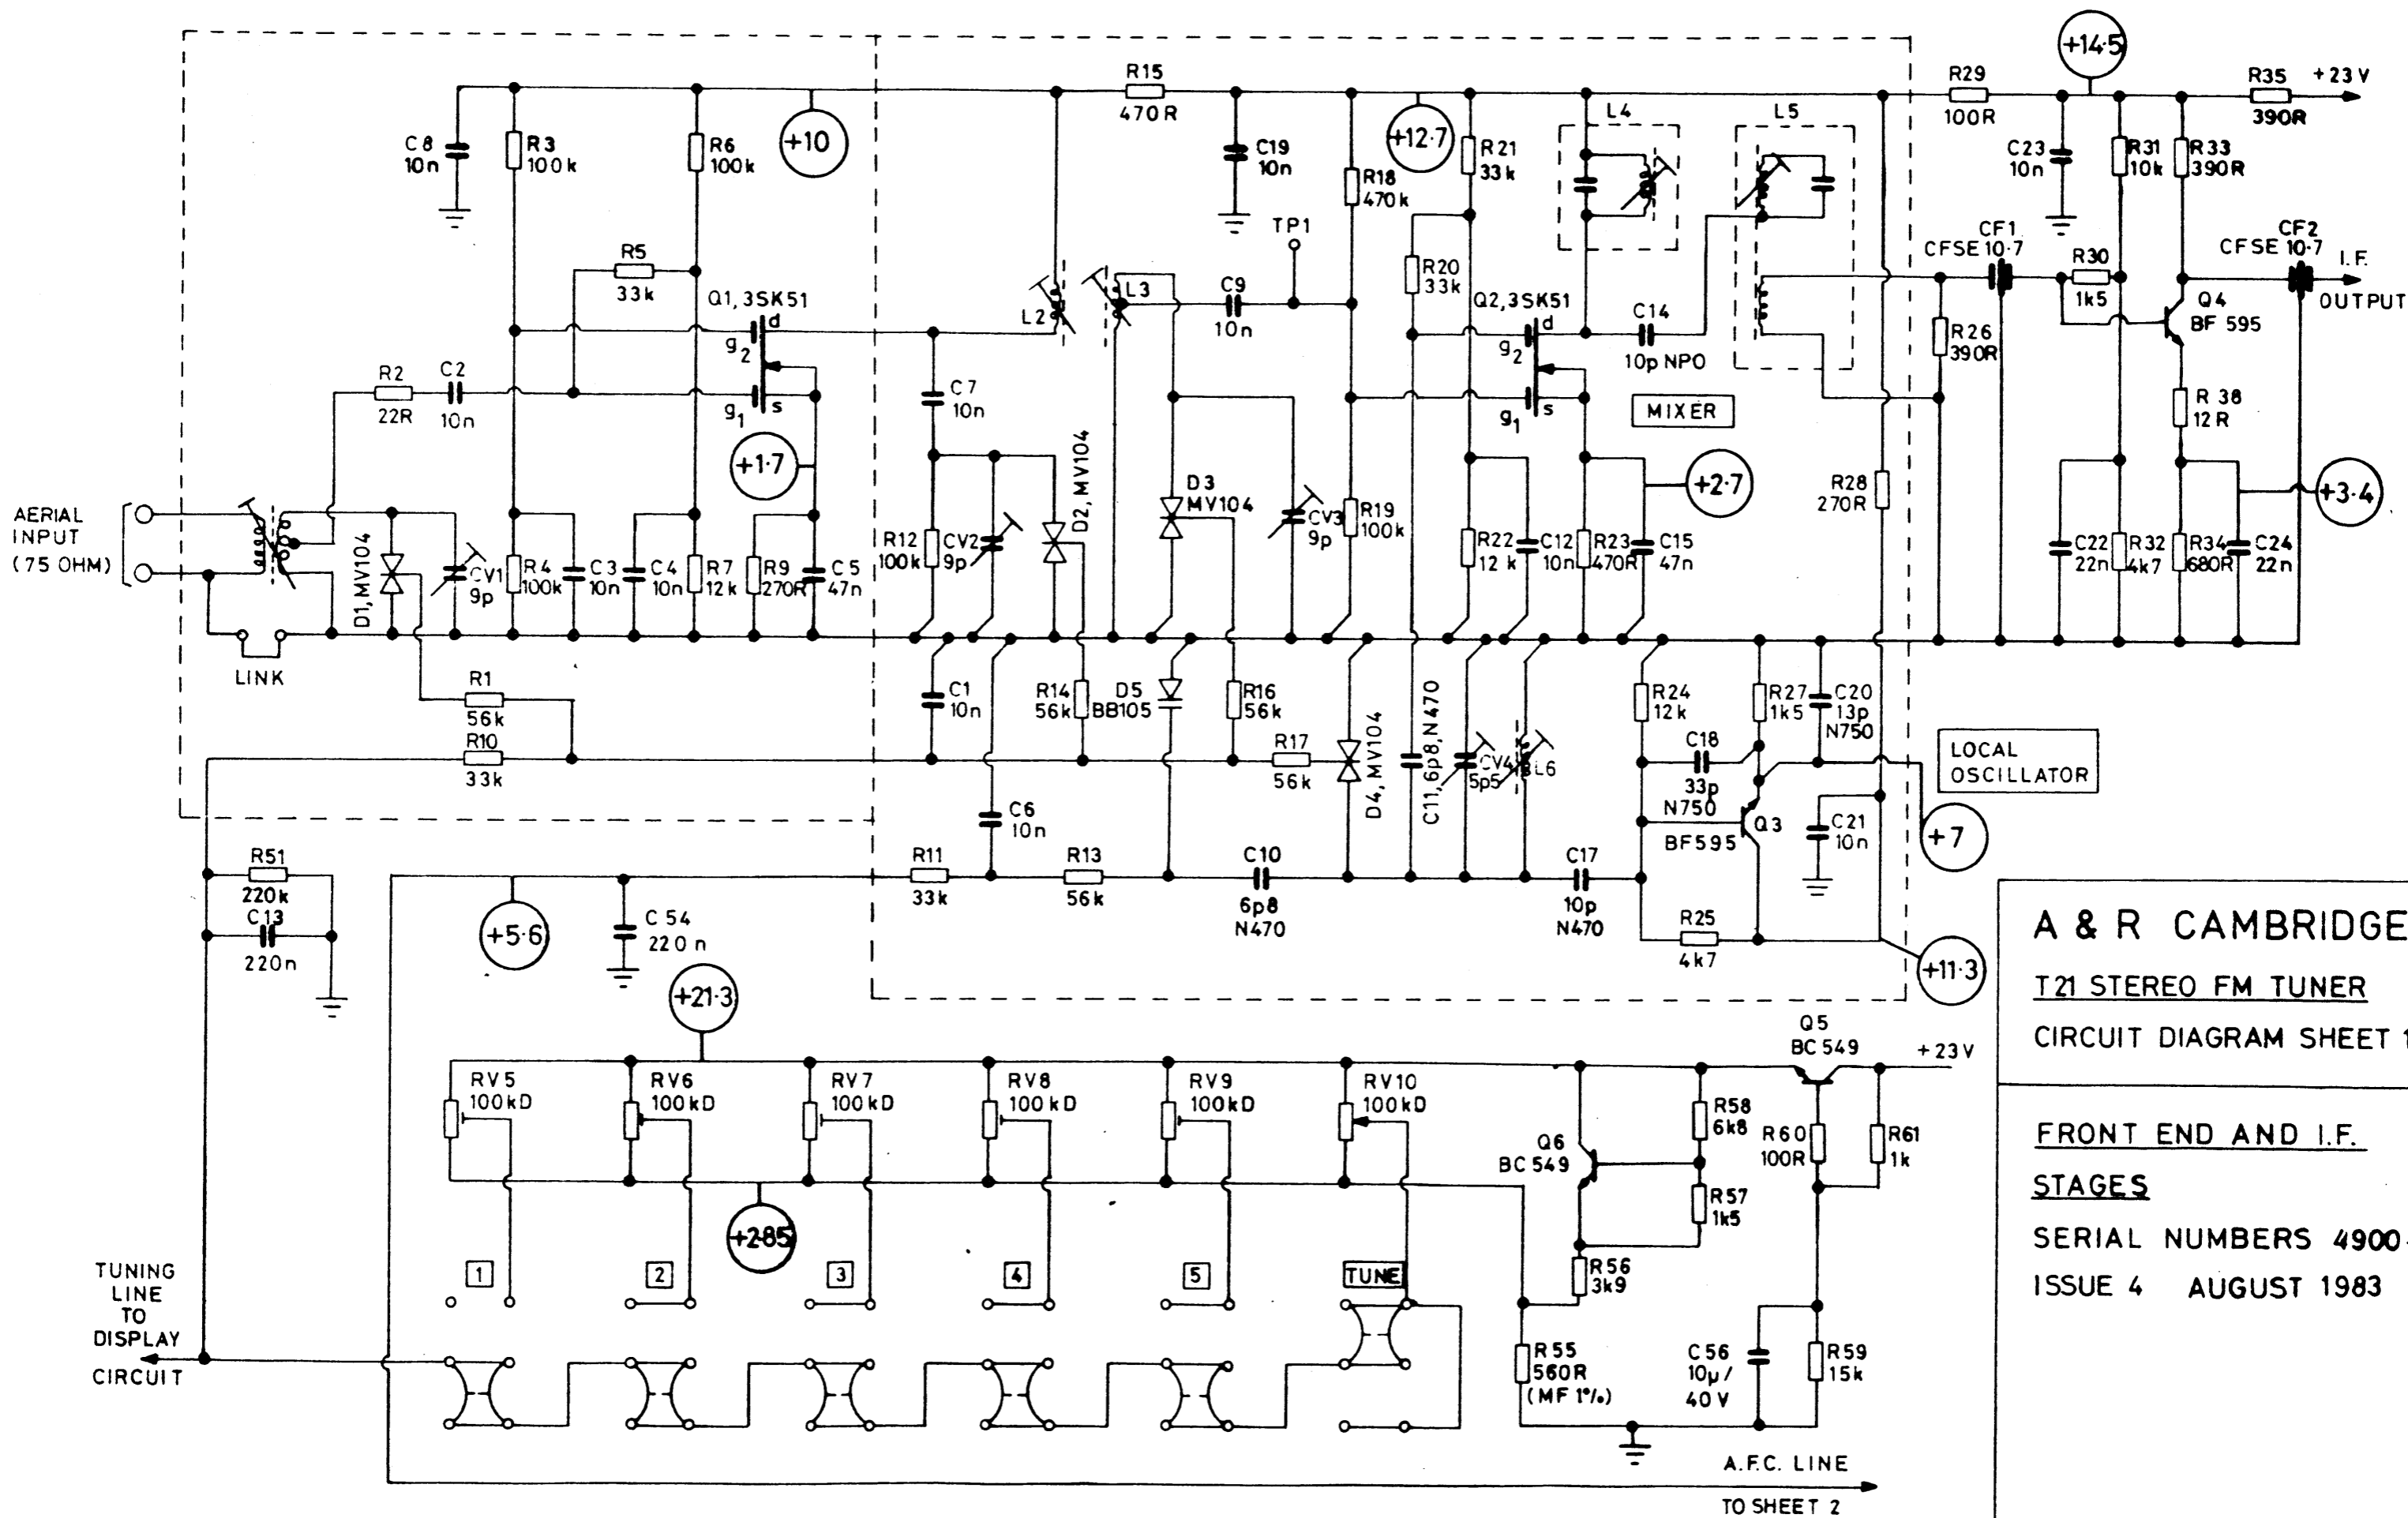 +14·5
R15
470R
R29
100R
R35
+23 V
390R
C8
10n
R3
100k
R6
100k
+10
C19
10n
+12·7
R18
470k
R21
33k
L4
L5
C23
10n
R31
10k
R33
390R
R5
33k
TP1
R20
33k
CF1
CFSE 10·7
CF2
CFSE 10·7
R30
1k5
I.F.
OUTPUT
Q1, 3SK51
d
g2
g1
s
L2
L3
C9
10n
Q2, 3SK51
d
g2
g1
s
C14
10p NPO
Q4
BF 595
R26
390R
R2
22R
C2
10n
C7
10n
MIXER
R 38
12R
+1·7
D2, MV104
D3
MV104
+2·7
R28
270R
+3·4
AERIAL
INPUT
(75 OHM)
D1, MV104
CV1
9p
R4
100k
C3
10n
C4
10n
R7
12k
R9
270R
C5
47n
R12
100k
CV2
9p
CV3
9p
R19
100k
R22
12k
C12
10n
R23
470R
C15
47n
C22
22n
R32
4k7
R34
680R
C24
22n
LINK
R1
56k
R10
33k
C1
10n
R14
56k
D5
BB105
R16
56k
R17
56k
D4, MV104
C11, 6p8, N470
CV4
5p5
L6
R24
12k
C18
33p
N750
R27
1k5
C20
13p
N750
LOCAL
OSCILLATOR
C6
10n
Q3
BF595
C21
10n
+7
R51
220k
C13
220n
+5·6
C 54
220 n
R11
33k
R13
56k
C10
6p8
N470
C17
10p
N470
R25
4k7
+11·3
A & R CAMBRIDGE
T21 STEREO FM TUNER
CIRCUIT DIAGRAM SHEET 1
+21·3
RV5
100kD
RV6
100kD
RV7
100kD
RV8
100kD
RV9
100kD
RV10
100kD
Q5
BC 549
+23V
R58
6k8
R60
100R
R61
1k
Q6
BC 549
R57
1k5
FRONT END AND I.F.
STAGES
SERIAL NUMBERS 4900-
ISSUE 4 AUGUST 1983
+2·85
1
2
3
4
5
TUNE
R56
3k9
TUNING
LINE
TO
DISPLAY
CIRCUIT
R55
560R
(MF 1%)
C56
10µ/
40V
R59
15k
A.F.C. LINE
TO SHEET 2